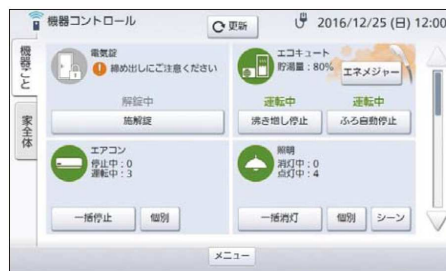 機器コントロール
更新
2016/12/25 (日) 12:00
機器ごと
家全体
電気錠
締め出しにご注意ください
解錠中
施解錠
エコキュート
貯湯量:80%
エネメジャー
運転中
運転中
沸き増し停止
ふろ自動停止
エアコン
停止中:0
運転中:3
一括停止
個別
照明
消灯中:0
点灯中:4
一括消灯
個別
シーン
メニュー